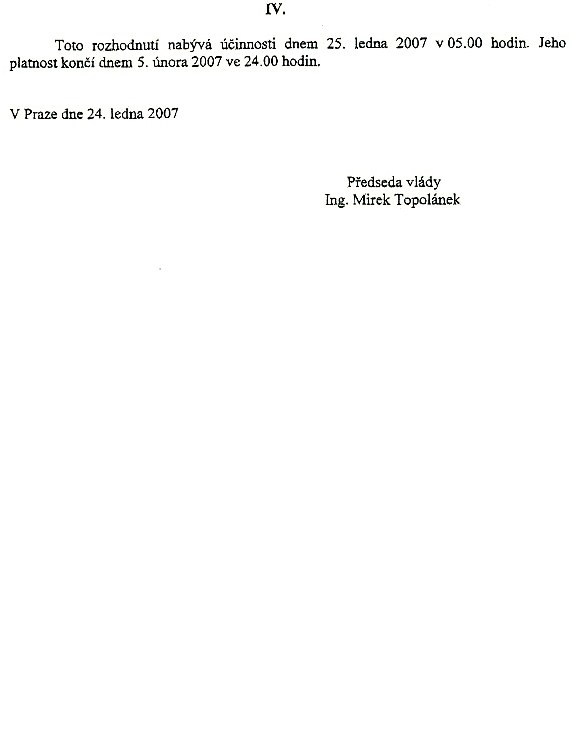 IV.
Toto rozhodnutí nabývá účinnosti dnem 25. ledna 2007 v 05.00 hodin. Jeho
platnost končí dnem 5. února 2007 ve 24.00 hodin.
V Praze dne 24. ledna 2007
Předseda vlády
Ing. Mirek Topolánek